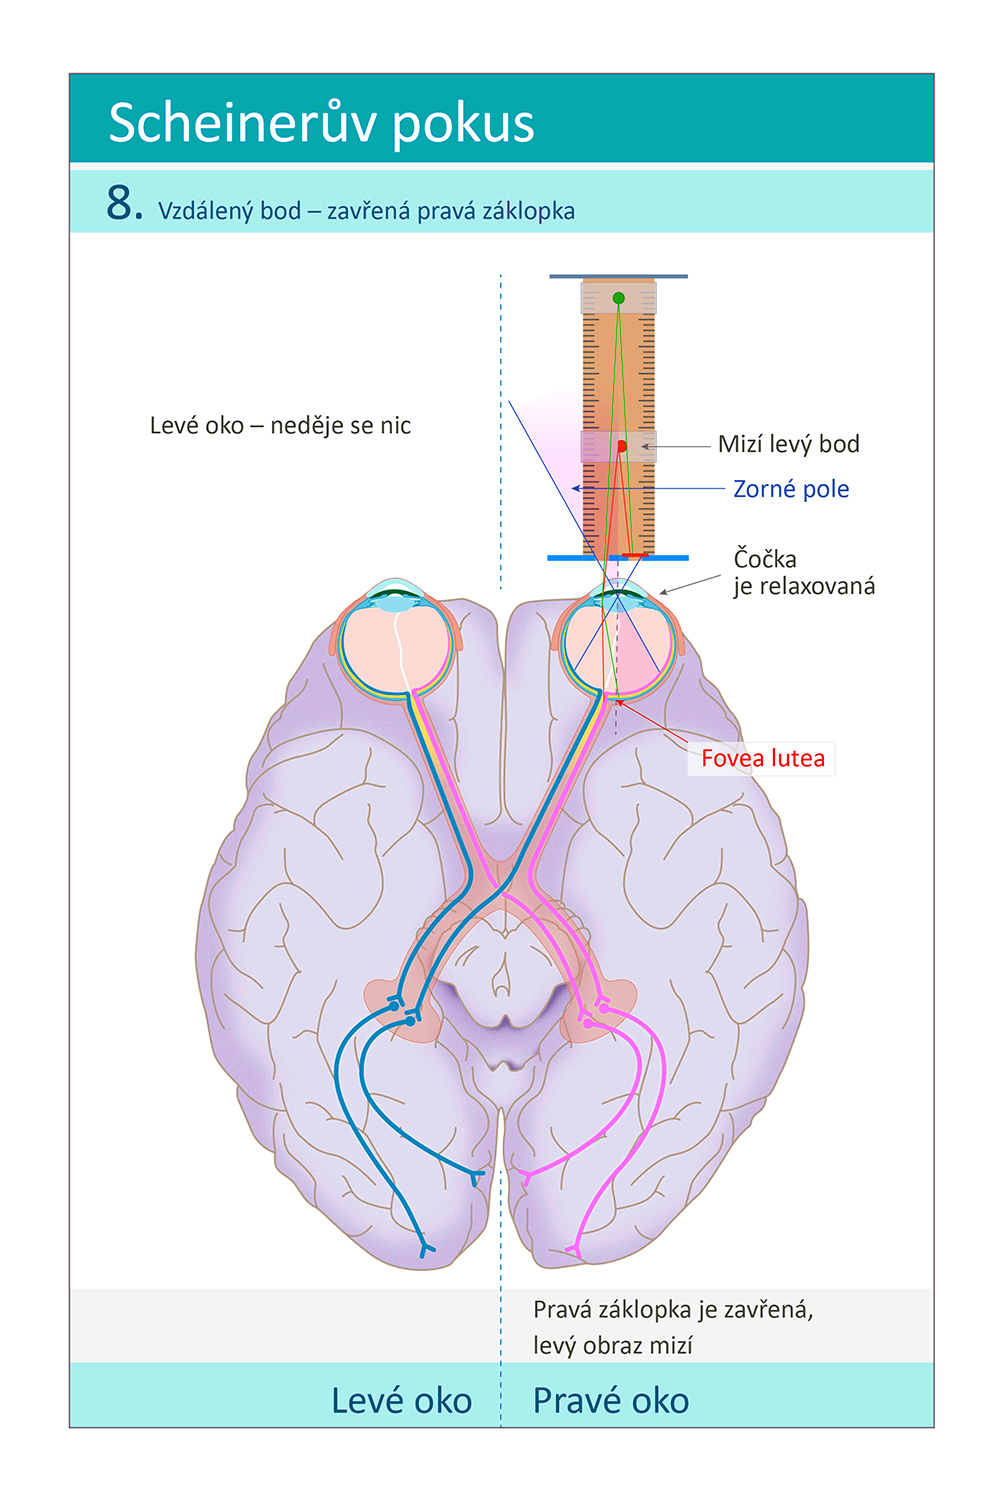 Scheinerův pokus
8. Vzdálený bod – zavřená pravá záklopka
Levé oko – neděje se nic
Mizí levý bod
Zorné pole
Čočka
je relaxovaná
Fovea lutea
Pravá záklopka je zavřená,
levý obraz mizí
Levé oko
Pravé oko